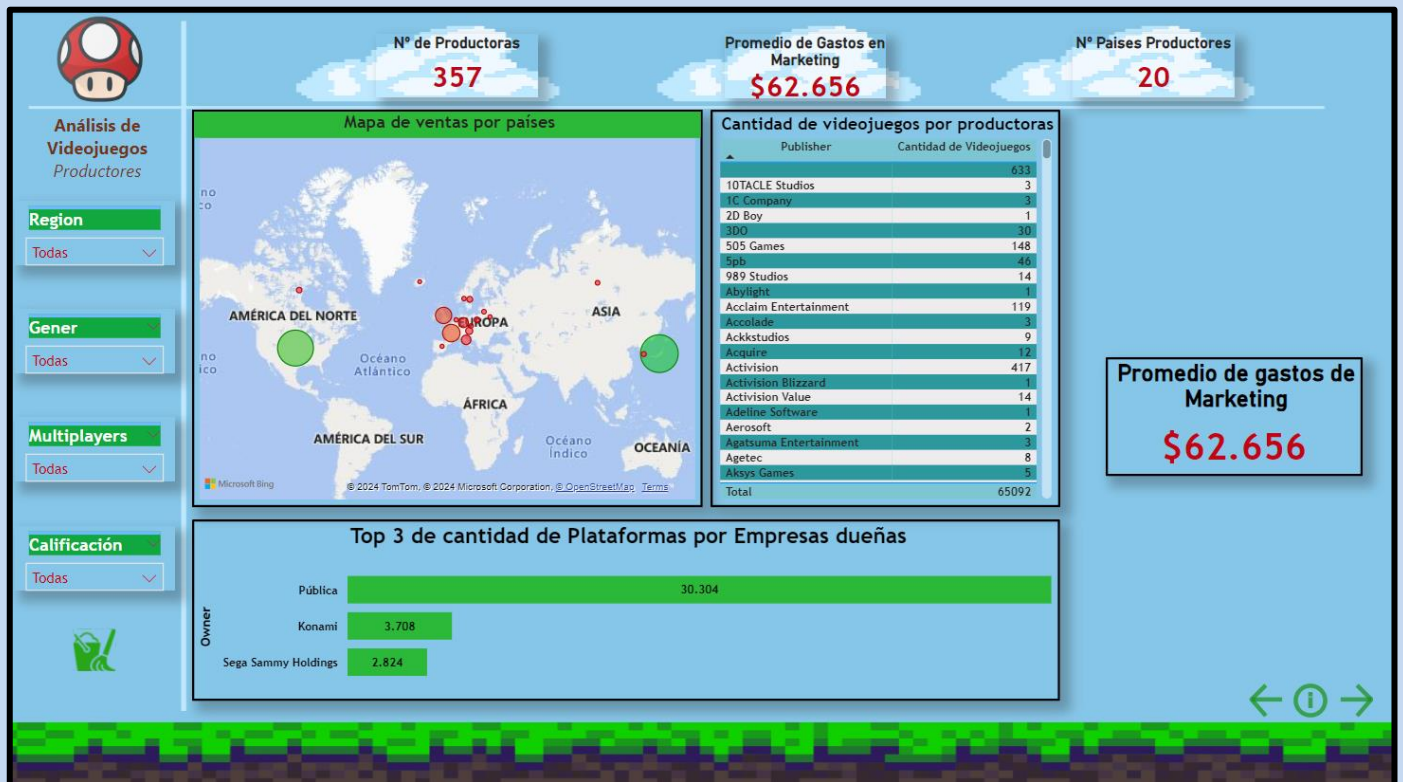 Nº de Productoras
357
Promedio de Gastos en
Marketing
$62.656
Nº Paises Productores
20
Análisis de
Videojuegos
Productores
Region
Todas
Gener
Todas
Multiplayers
Todas
Calificación
Todas
Mapa de ventas por países
no
co
AMÉRICA DEL NORTE
EUROPA
ASIA
no
ico
Océano
Atlántico
ÁFRICA
AMÉRICA DEL SUR
Océano
Índico
OCEANÍA
Microsoft Bing
© 2024 TomTom, © 2024 Microsoft Corporation, © OpenStreetMap Terms
Cantidad de videojuegos por productoras
Publisher Cantidad de Videojuegos
633
10TACLE Studios 3
1C Company 3
2D Boy 1
3DO 30
505 Games 148
5pb 46
989 Studios 14
Abylight 1
Acclaim Entertainment 119
Accolade 3
Ackkstudios 9
Acquire 12
Activision 417
Activision Blizzard 1
Activision Value 14
Adeline Software 1
Aerosoft 2
Agatsuma Entertainment 3
Agetec 8
Aksys Games 5
Total 65092
Promedio de gastos de
Marketing
$62.656
Top 3 de cantidad de Plataformas por Empresas dueñas
Owner
Pública 30.304
Konami 3.708
Sega Sammy Holdings 2.824